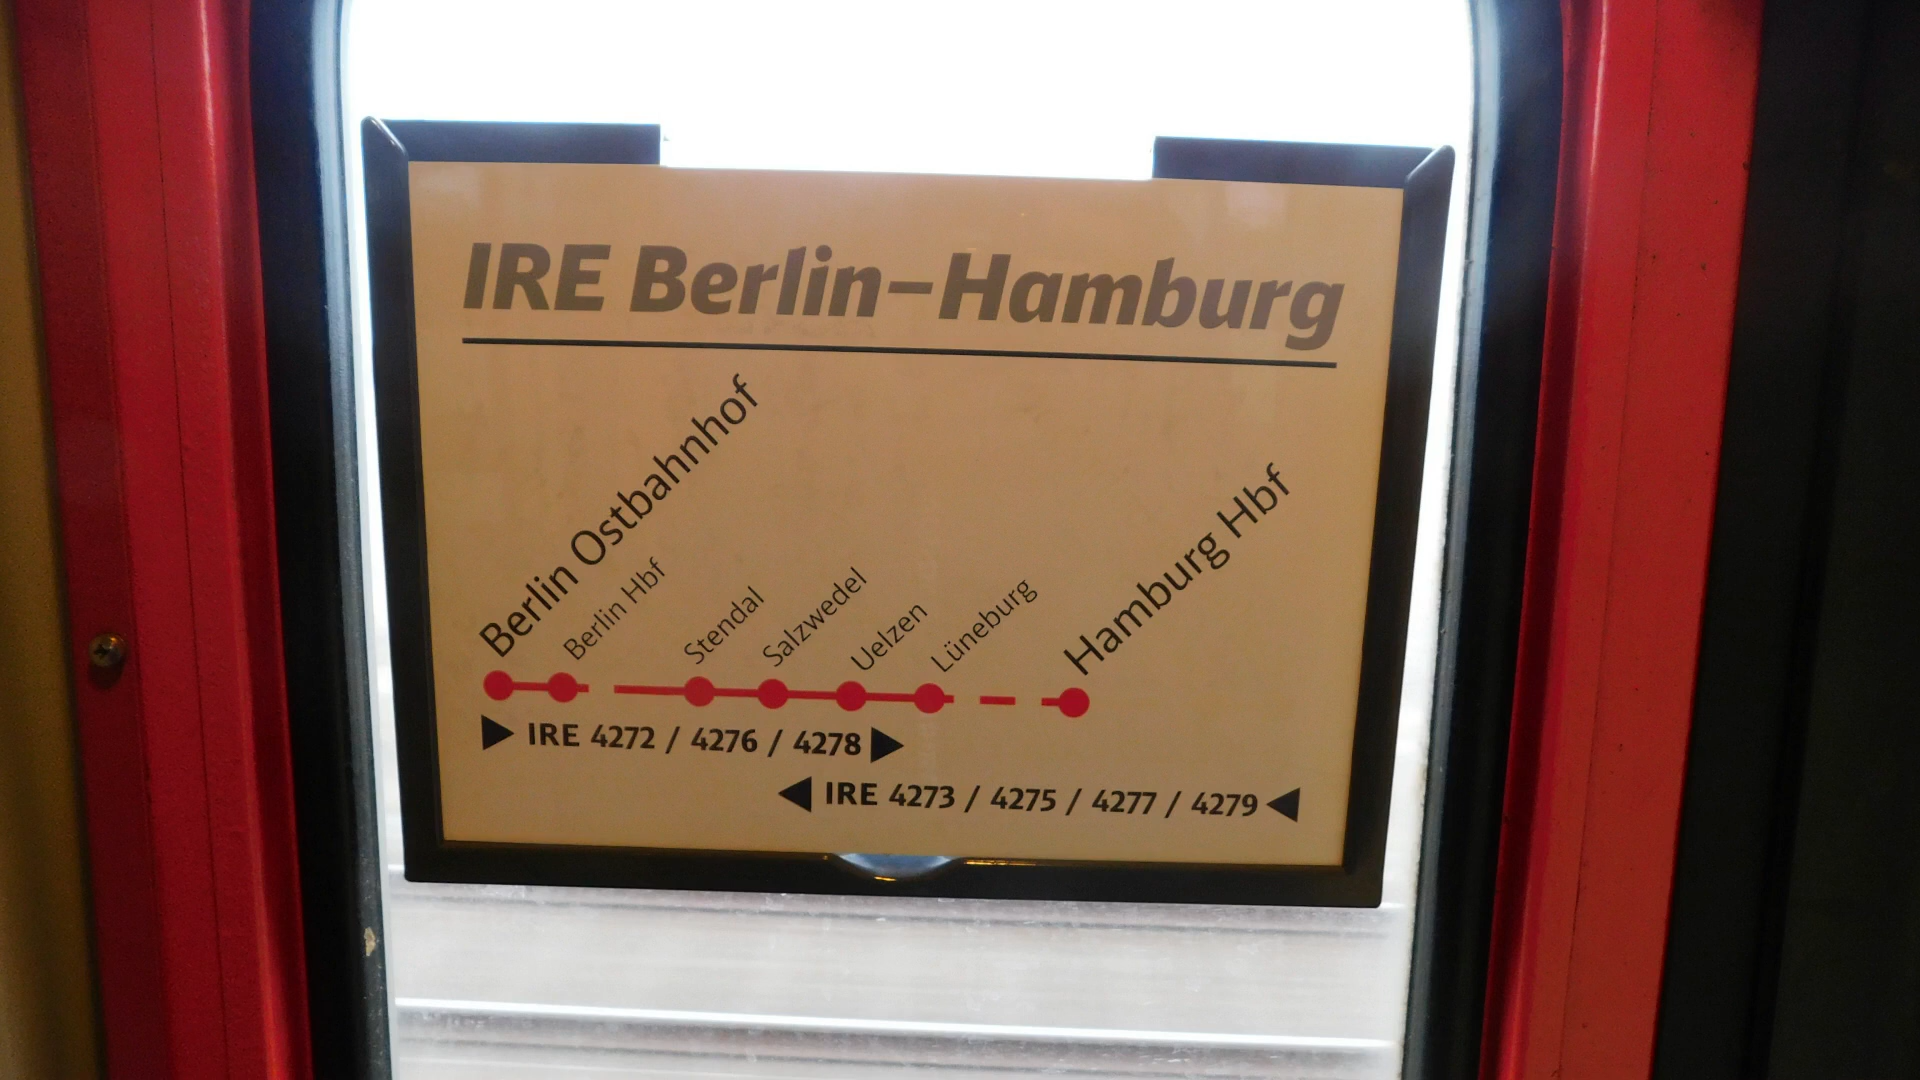 IRE Berlin–Hamburg
Berlin Ostbahnhof
Berlin Hbf
Stendal
Salzwedel
Uelzen
Lüneburg
Hamburg Hbf
▶ IRE 4272 / 4276 / 4278 ▶
◀ IRE 4273 / 4275 / 4277 / 4279 ◀